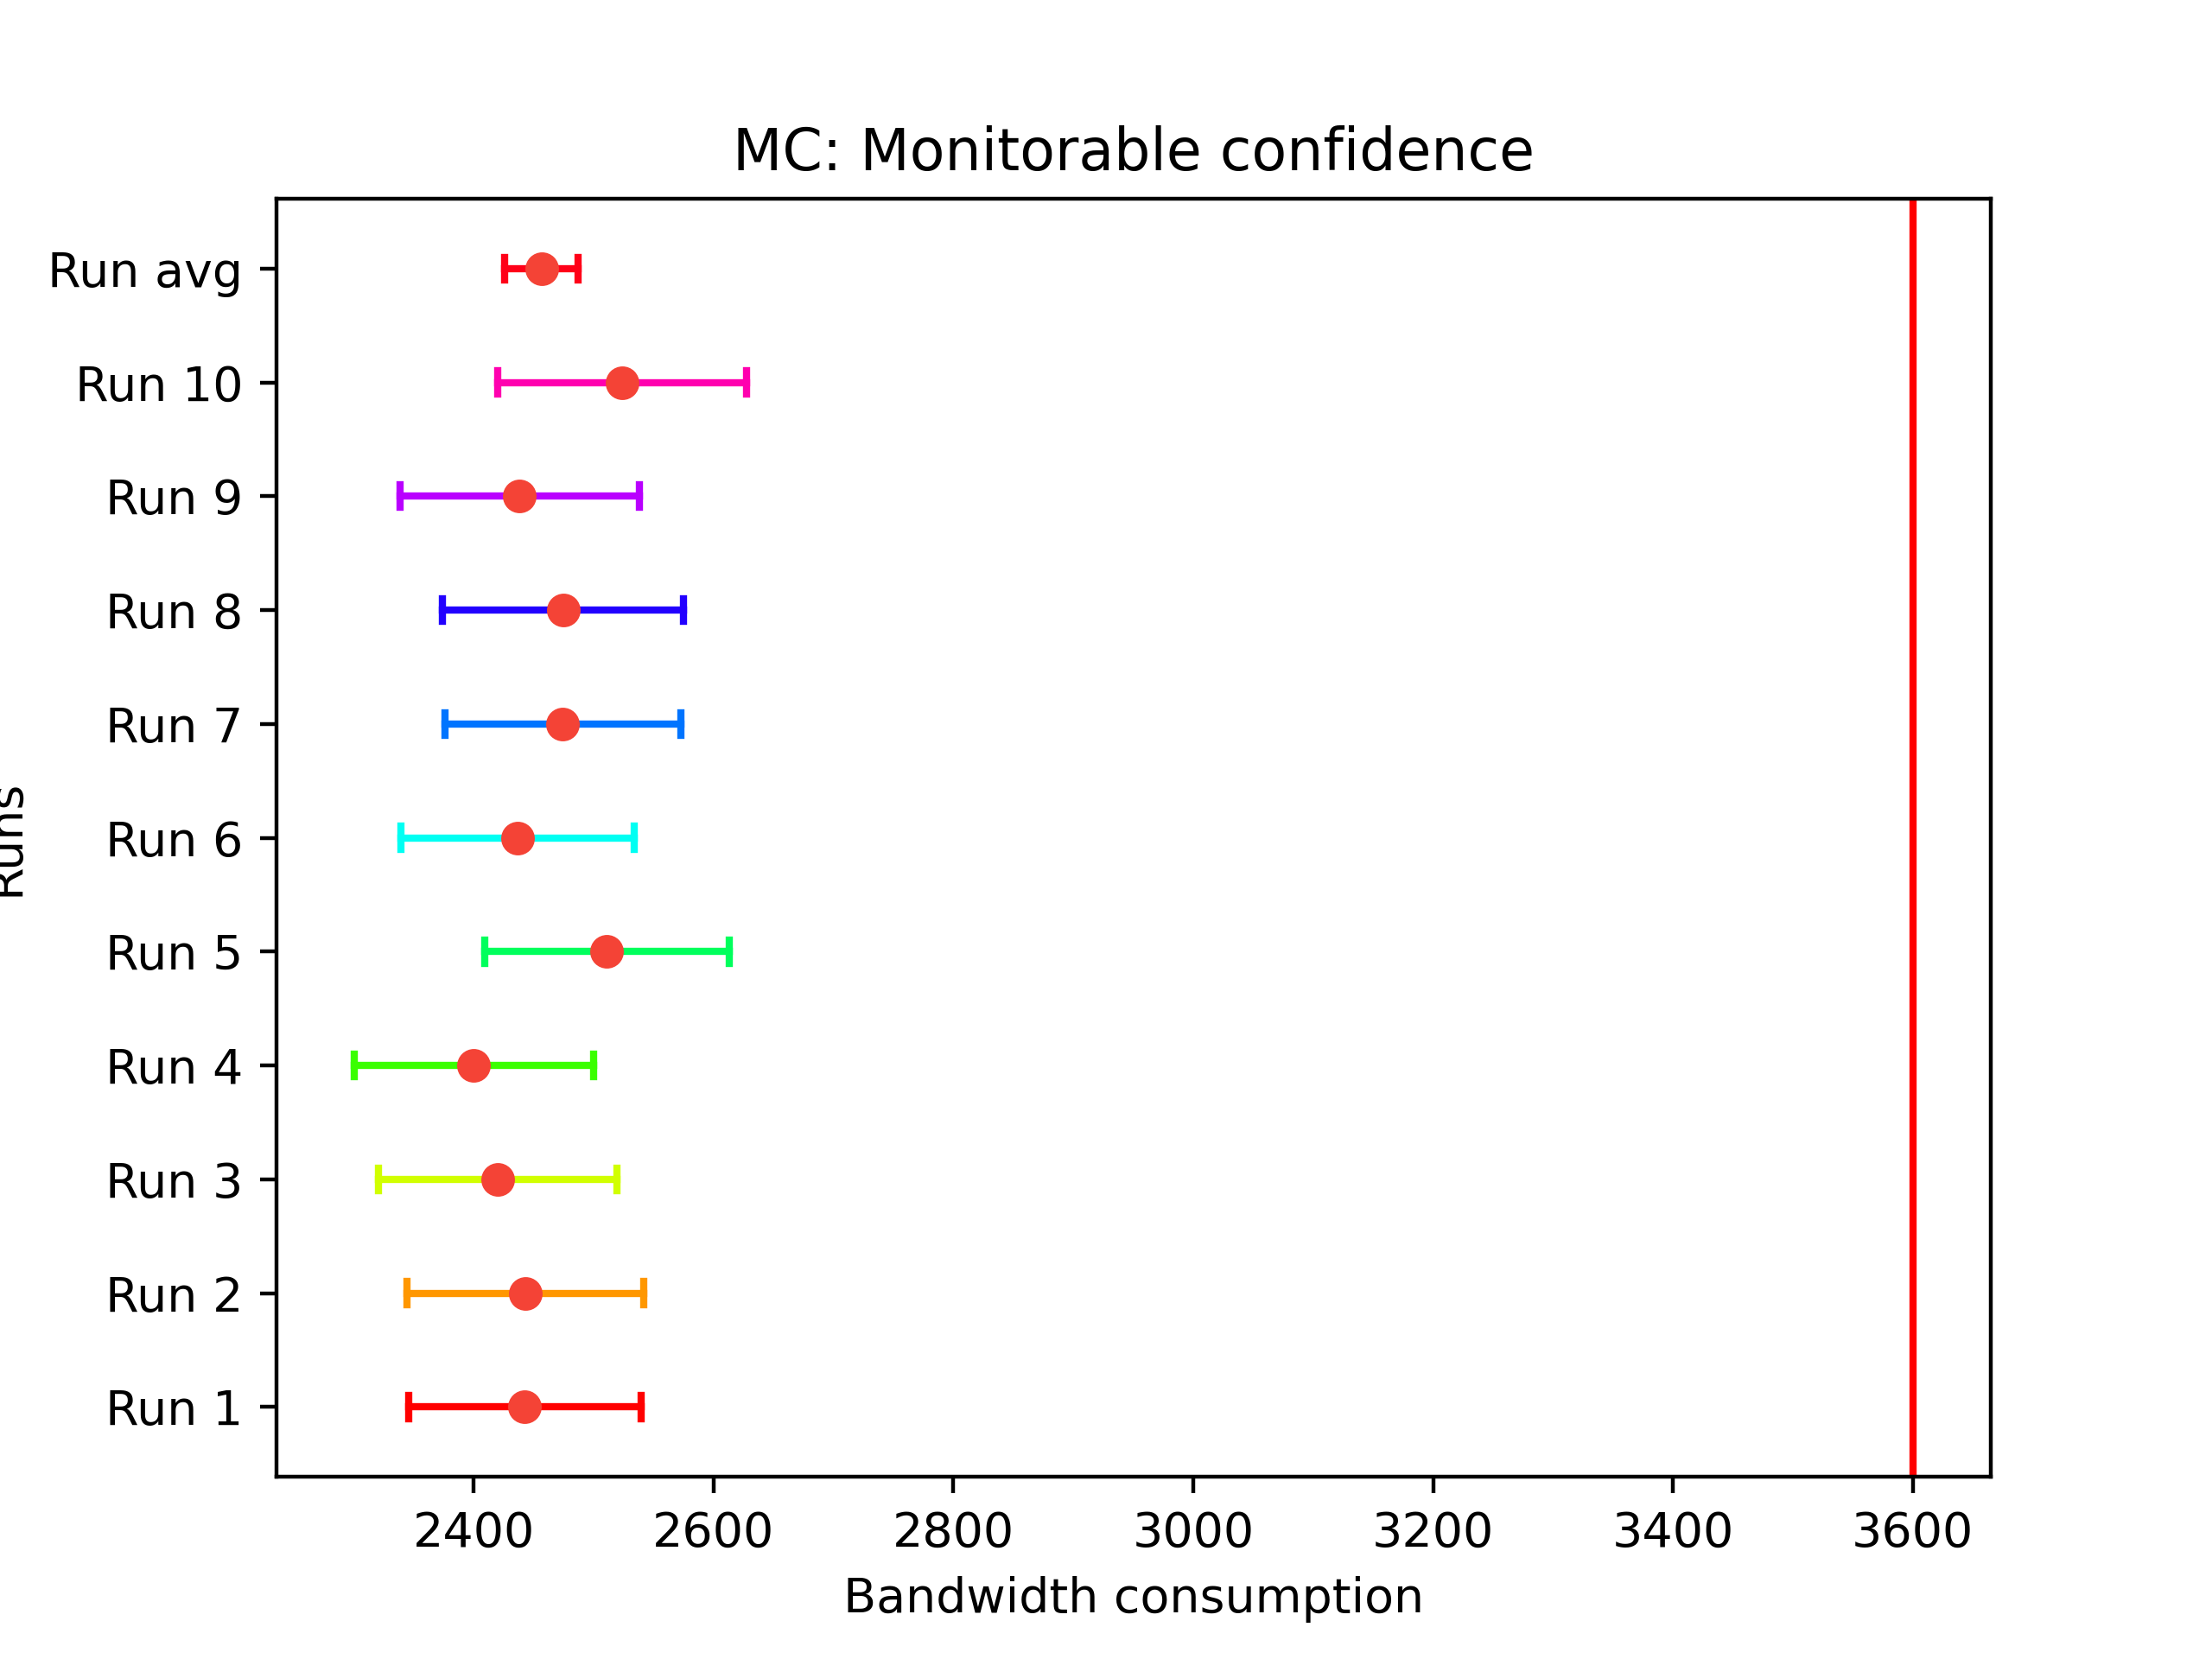 MC: Monitorable confidence
Run avg
Run 10
Run 9
Run 8
Run 7
Run 6
Runs
Run 5
Run 4
Run 3
Run 2
Run 1
2400 2600 2800 3000 3200 3400 3600
Bandwidth consumption